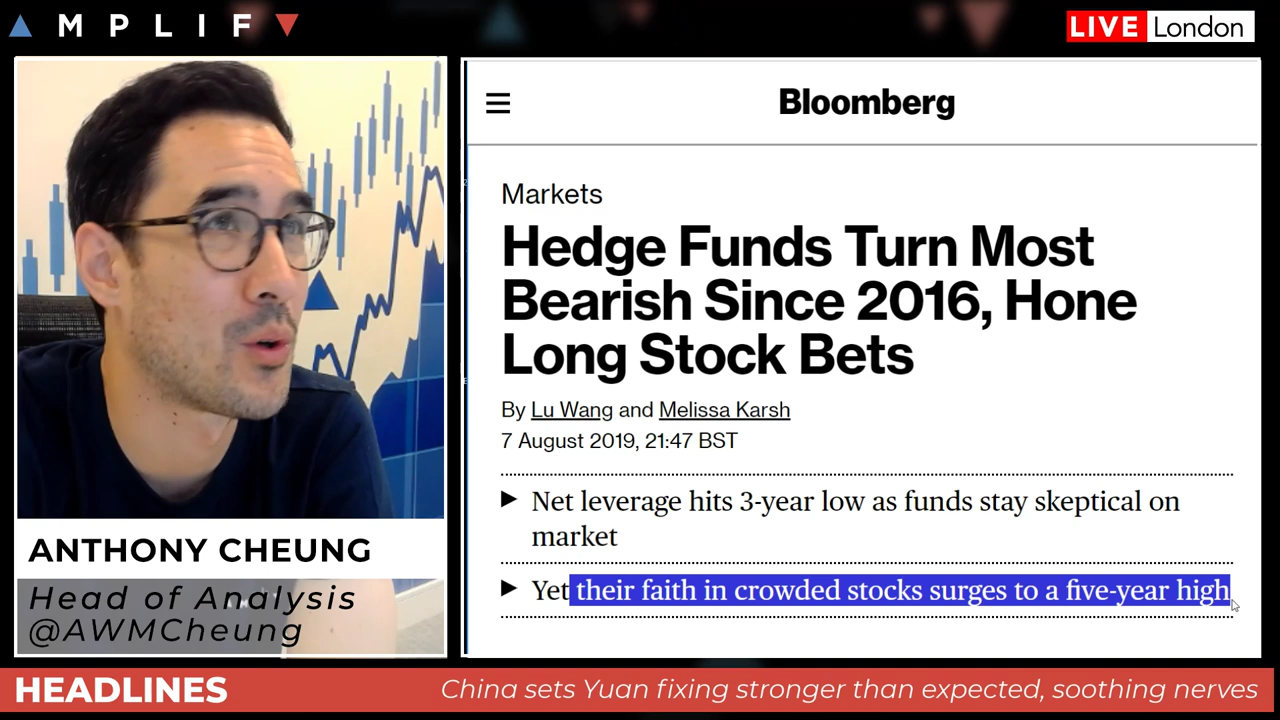 ▲MPLIF▼
LIVE London
Bloomberg
Markets
Hedge Funds Turn Most
Bearish Since 2016, Hone
Long Stock Bets
By Lu Wang and Melissa Karsh
7 August 2019, 21:47 BST
▶ Net leverage hits 3-year low as funds stay skeptical on
market
▶ Yet their faith in crowded stocks surges to a five-year high
ANTHONY CHEUNG
Head of Analysis
@AWMCheung
HEADLINES
China sets Yuan fixing stronger than expected, soothing nerves